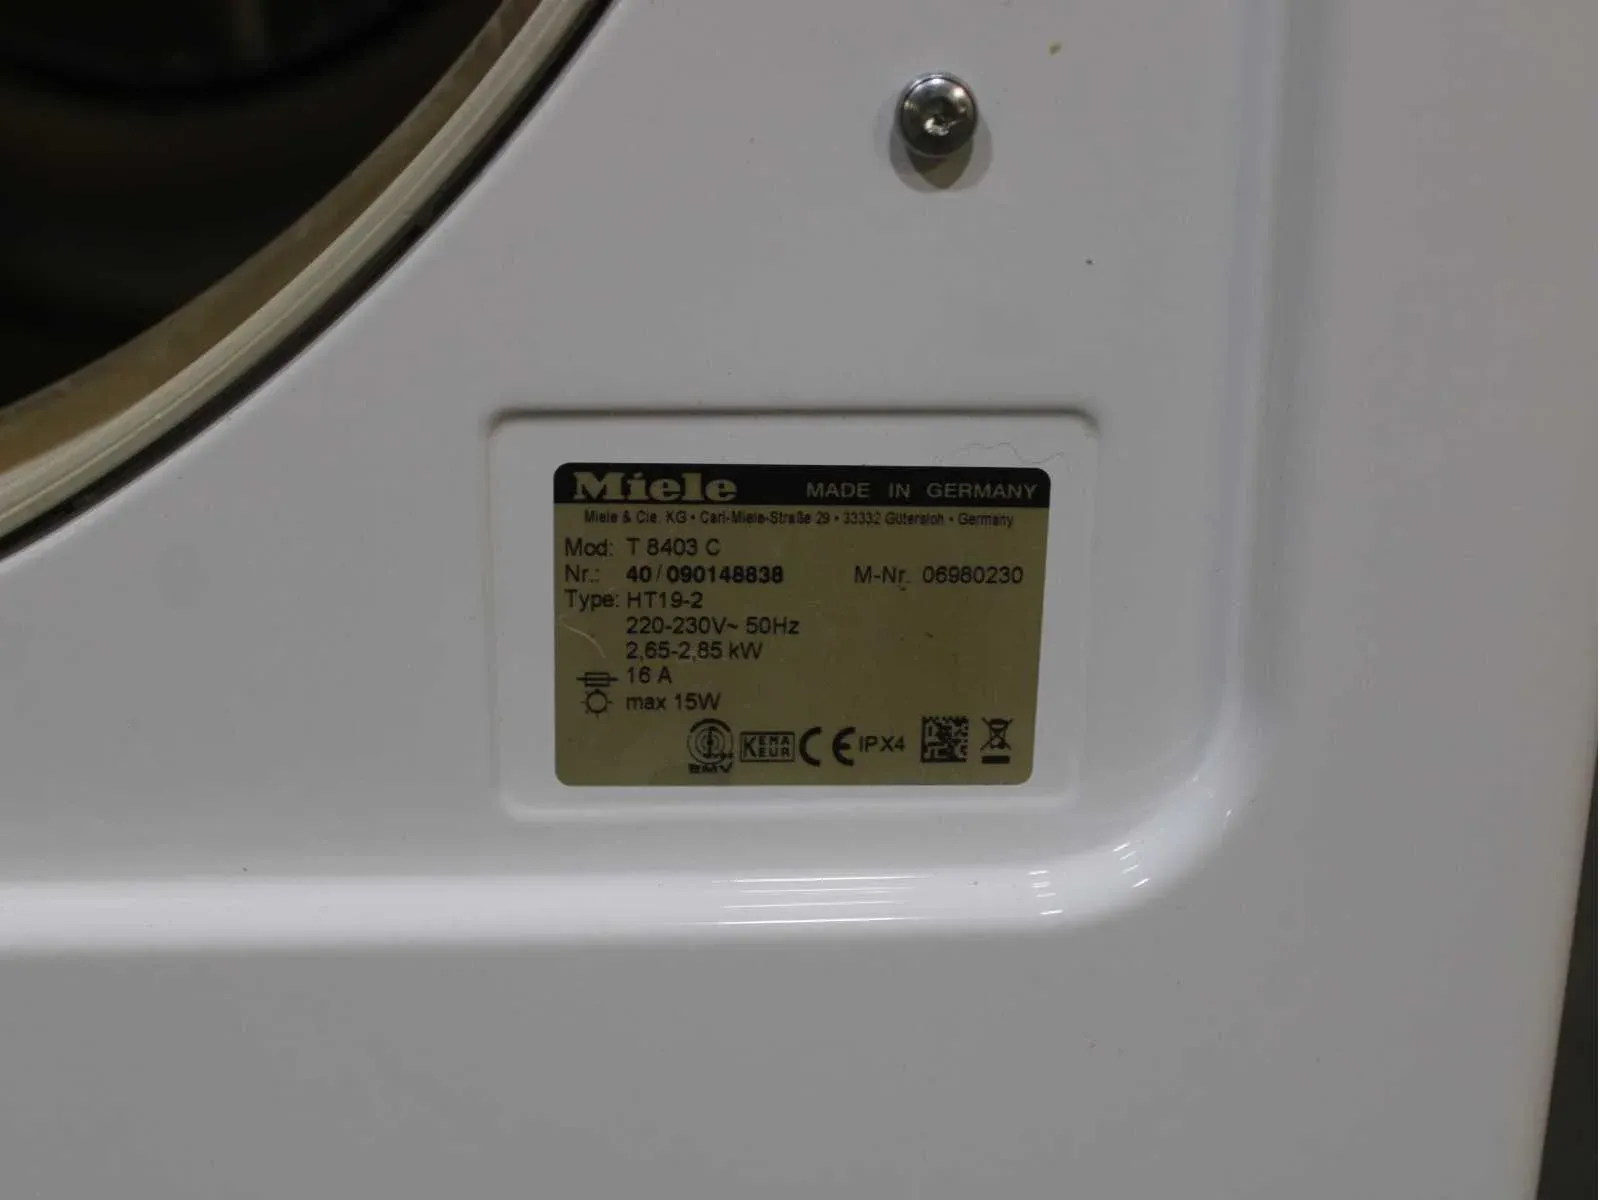 Miele MADE IN GERMANY
Miele & Cie. KG • Carl-Miele-Straße 29 • 33332 Gütersloh • Germany
Mod: T 8403 C
Nr.: 40/090148838 M-Nr. 06980230
Type: HT19-2
220-230V~ 50Hz
2,65-2,85 kW
16 A
max 15W
EMV KEMA KEUR CE IPX4